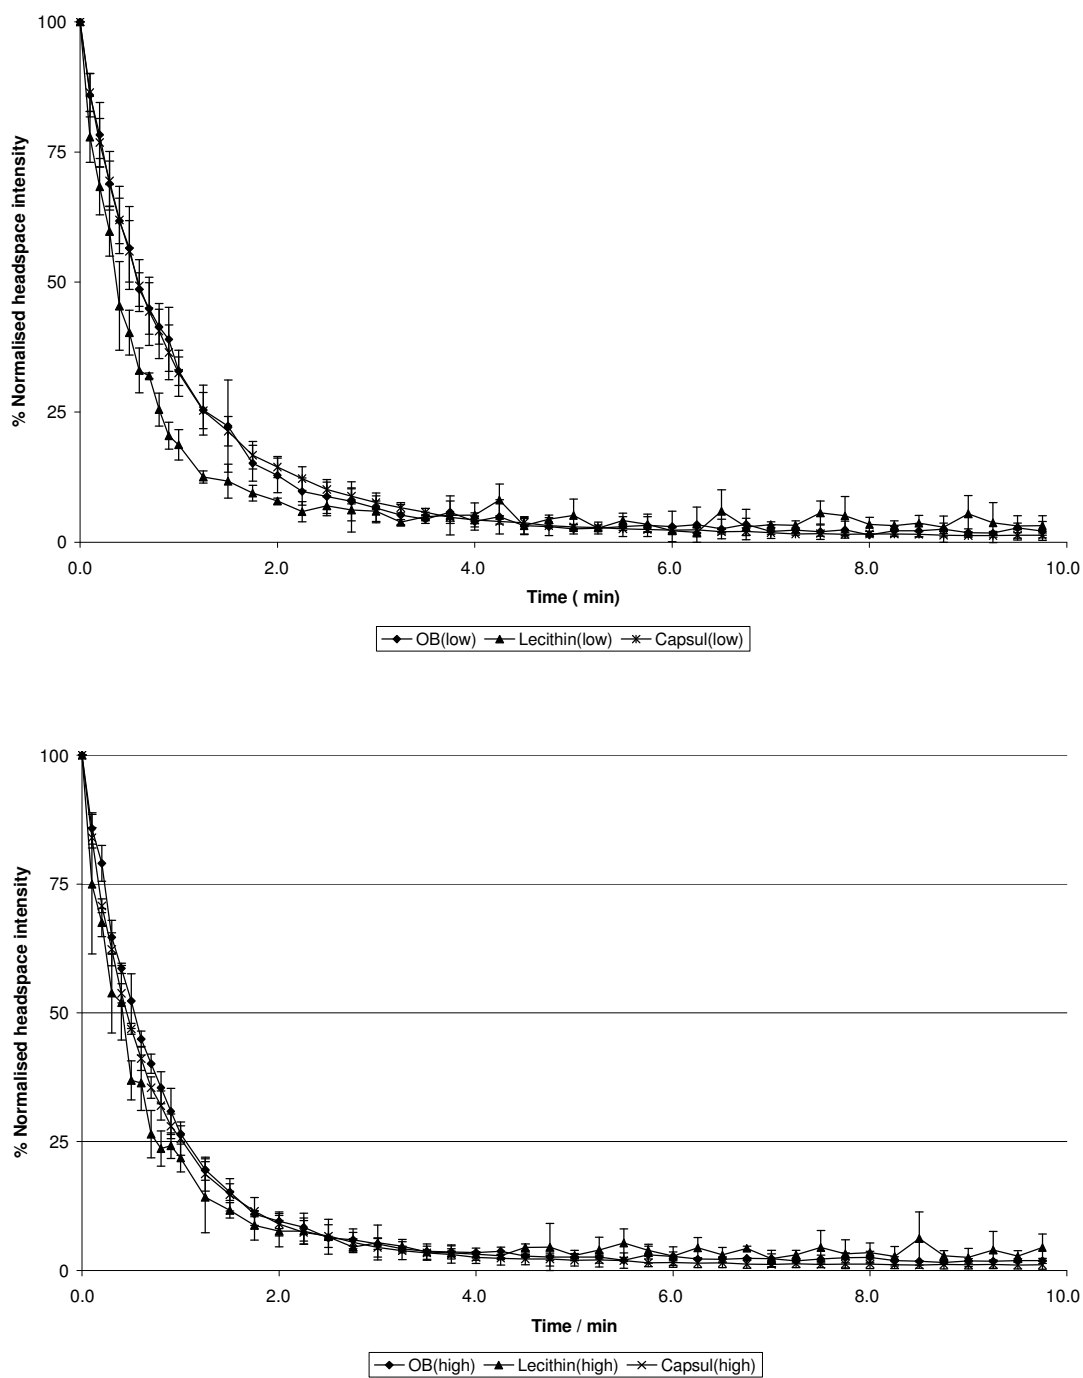 % Normalised headspace intensity
100
75
50
25
0
0.0 2.0 4.0 6.0 8.0 10.0
Time ( min)
OB(low) Lecithin(low) Capsul(low)
% Normalised headspace intensity
100
75
50
25
0
0.0 2.0 4.0 6.0 8.0 10.0
Time / min
OB(high) Lecithin(high) Capsul(high)